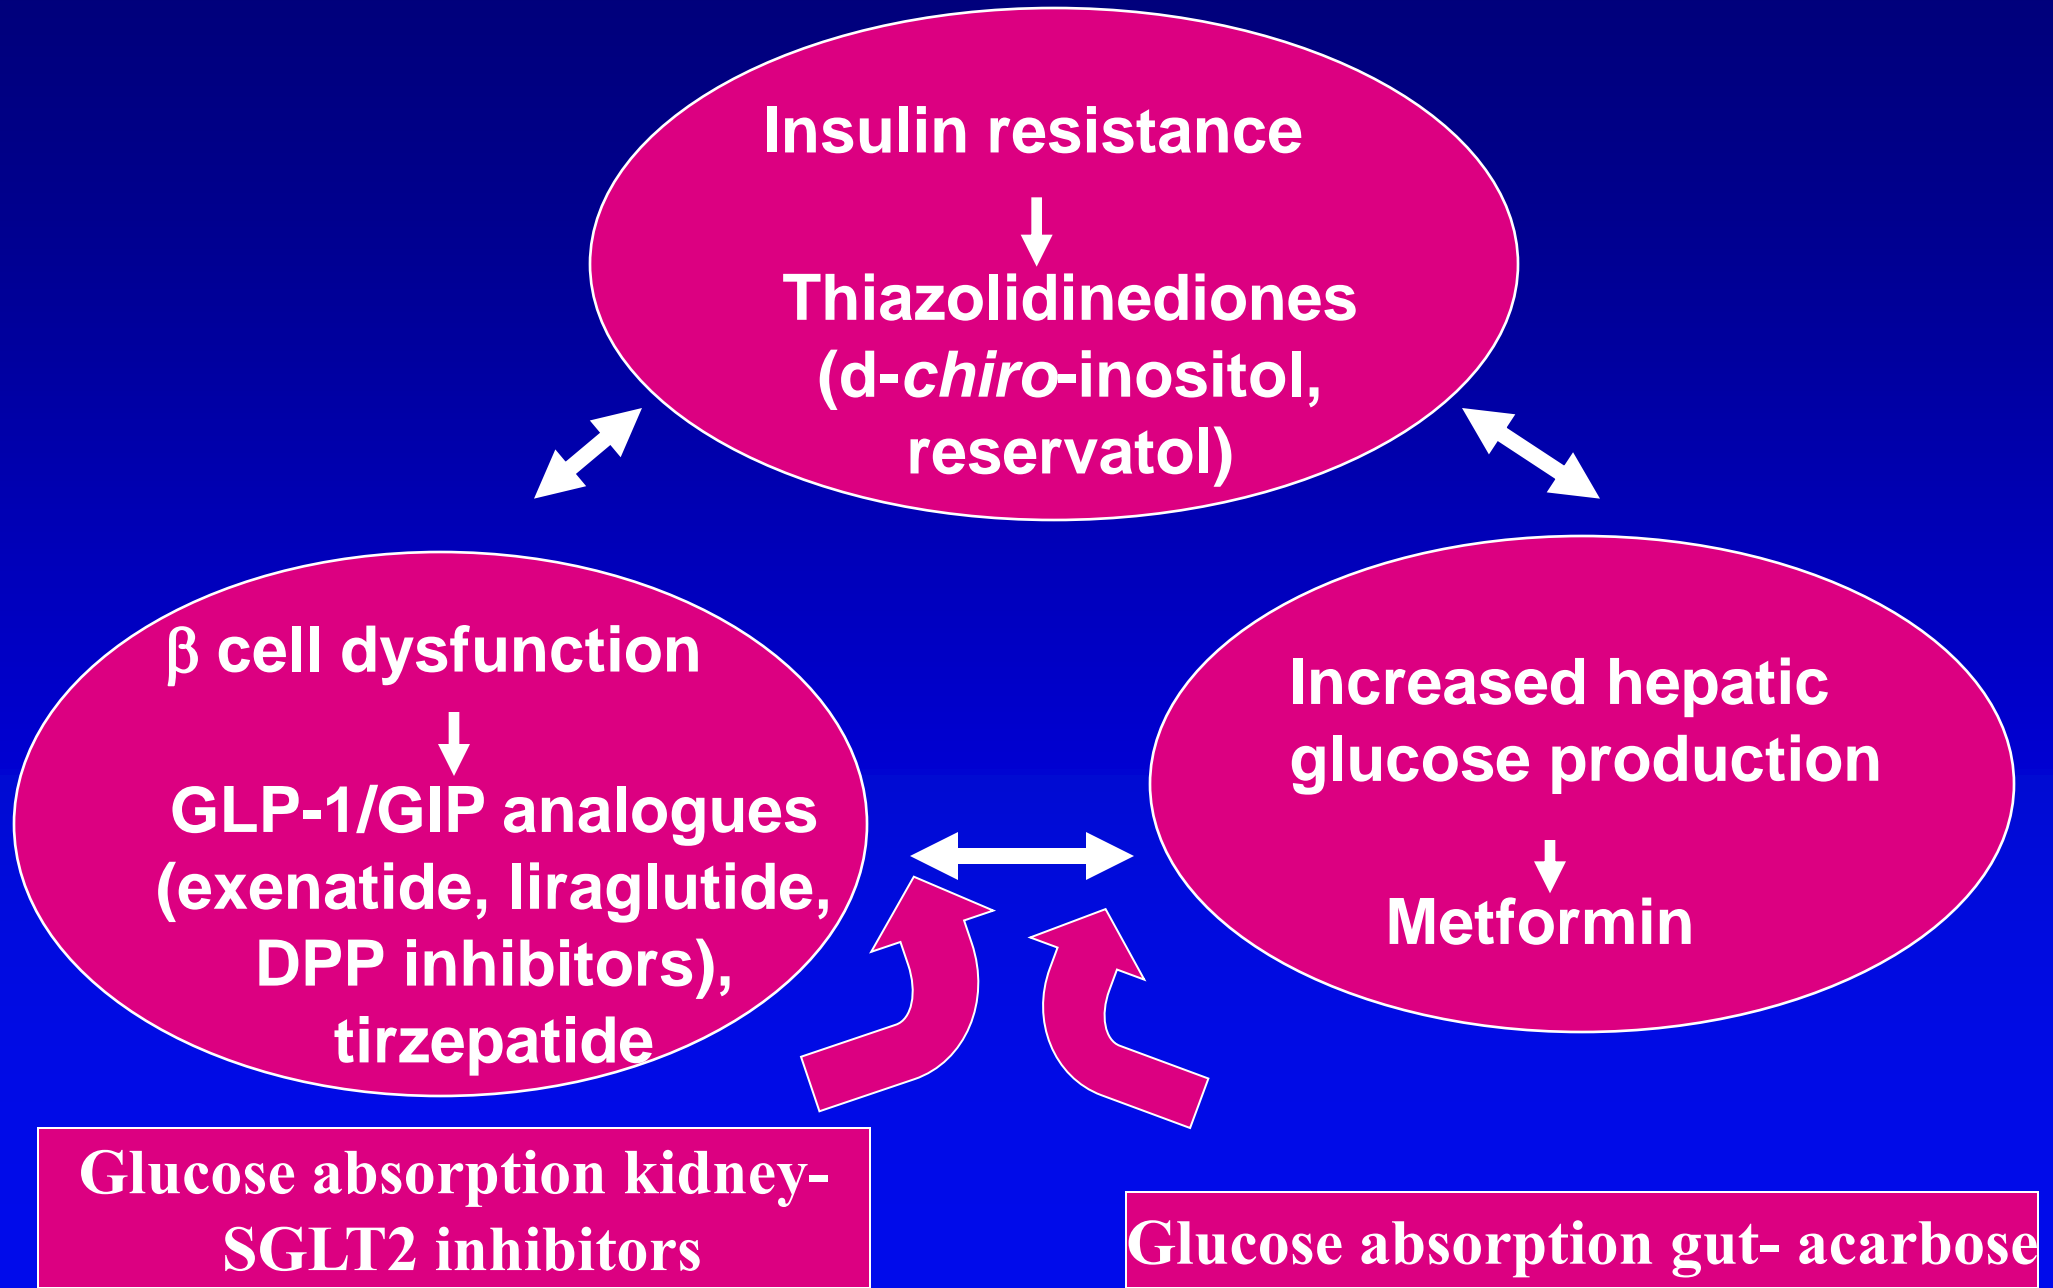 Insulin resistance
Thiazolidinediones
(d-chiro-inositol,
reservatol)
β cell dysfunction
GLP-1/GIP analogues
(exenatide, liraglutide,
DPP inhibitors),
tirzepatide
Increased hepatic
glucose production
Metformin
Glucose absorption kidney-
SGLT2 inhibitors
Glucose absorption gut- acarbose